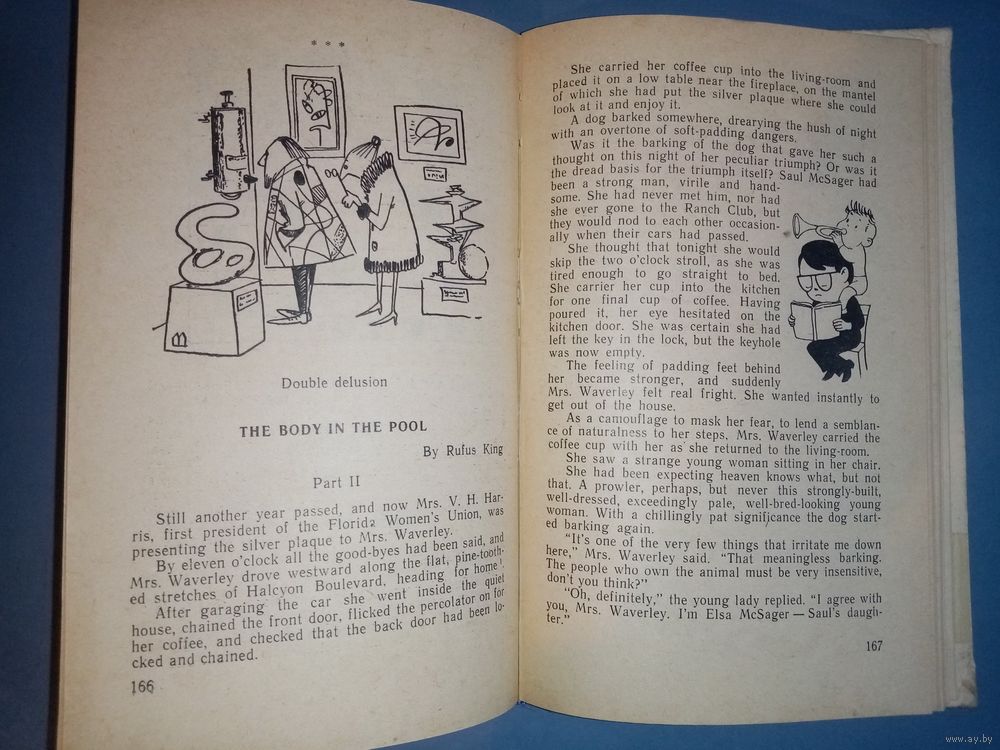 * * *
Double delusion
THE BODY IN THE POOL
By Rufus King
Part II
Still another year passed, and now Mrs. V. H. Har-
ris, first president of the Florida Women's Union, was
presenting the silver plaque to Mrs. Waverley.
By eleven o'clock all the good-byes had been said, and
Mrs. Waverley drove westward along the flat, pine-tooth-
ed stretches of Halcyon Boulevard, heading for home¹.
After garaging the car she went inside the quiet
house, chained the front door, flicked the percolator on for
her coffee, and checked that the back door had been lo-
cked and chained.
166
She carried her coffee cup into the living-room and
placed it on a low table near the fireplace, on the mantel
of which she had put the silver plaque where she could
look at it and enjoy it.
A dog barked somewhere, drearying the hush of night
with an overtone of soft-padding dangers.
Was it the barking of the dog that gave her such a
thought on this night of her peculiar triumph? Or was it
the dread basis for the triumph itself? Saul McSager had
been a strong man, virile and hand-
some. She had never met him, nor had
she ever gone to the Ranch Club, but
they would nod to each other occasion-
ally when their cars had passed.
She thought that tonight she would
skip the two o'clock stroll, as she was
tired enough to go straight to bed.
She carrier her cup into the kitchen
for one final cup of coffee. Having
poured it, her eye hesitated on the
kitchen door. She was certain she had
left the key in the lock, but the keyhole
was now empty.
The feeling of padding feet behind
her became stronger, and suddenly
Mrs. Waverley felt real fright. She wanted instantly to
get out of the house.
As a camouflage to mask her fear, to lend a semblan-
ce of naturalness to her steps, Mrs. Waverley carried the
coffee cup with her as she returned to the living-room.
She saw a strange young woman sitting in her chair.
She had been expecting heaven knows what, but not
that. A prowler, perhaps, but never this strongly-built,
well-dressed, exceedingly pale, well-bred-looking young
woman. With a chillingly pat significance the dog start-
ed barking again.
"It's one of the very few things that irritate me down
here," Mrs. Waverley said. "That meaningless barking.
The people who own the animal must be very insensitive,
don't you think?"
"Oh, definitely," the young lady replied. "I agree with
you, Mrs. Waverley. I'm Elsa McSager — Saul's daugh-
ter."
167
www.ay.by